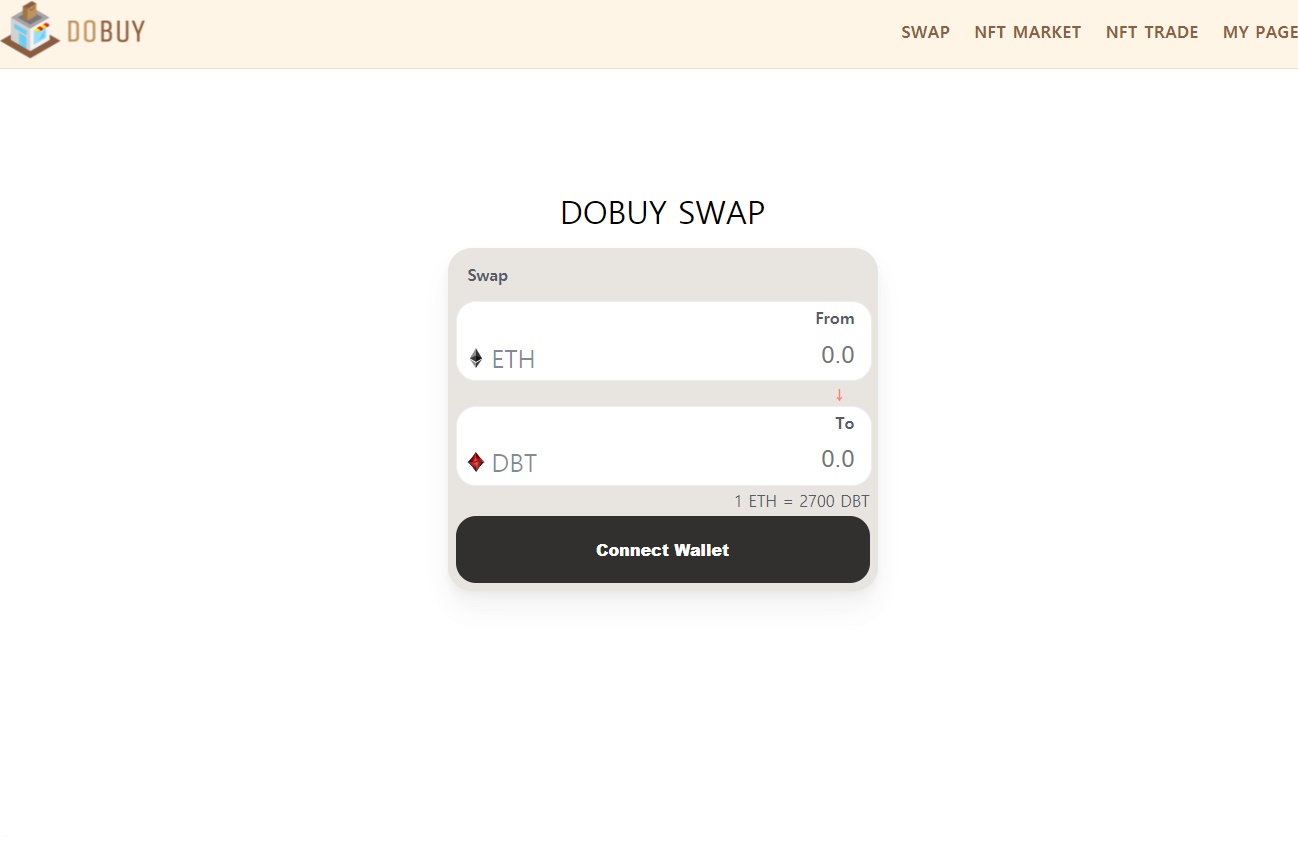 DOBUY SWAP NFT MARKET NFT TRADE MY PAGE
DOBUY SWAP
Swap
From
ETH 0.0
↓
To
DBT 0.0
1 ETH = 2700 DBT
Connect Wallet